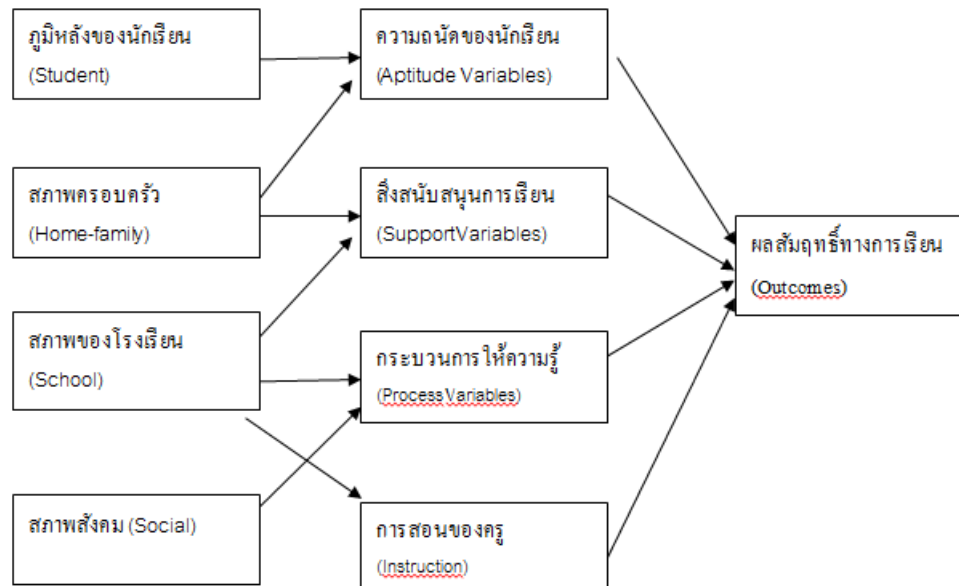 ภูมิหลังของนักเรียน
(Student)
ความถนัดของนักเรียน
(Aptitude Variables)
สภาพครอบครัว
(Home-family)
สิ่งสนับสนุนการเรียน
(SupportVariables)
ผลสัมฤทธิ์ทางการเรียน
(Outcomes)
สภาพของโรงเรียน
(School)
กระบวนการให้ความรู้
(ProcessVariables)
สภาพสังคม (Social)
การสอนของครู
(Instruction)